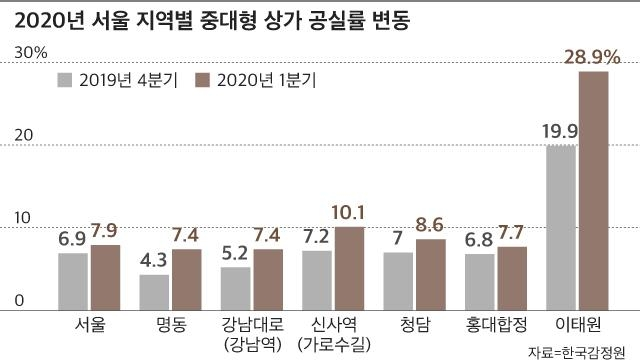 2020년 서울 지역별 중대형 상가 공실률 변동
30%
2019년 4분기
2020년 1분기
28.9%
20
19.9
10
6.9
7.9
4.3
7.4
5.2
7.4
7.2
10.1
7
8.6
6.8
7.7
0
서울
명동
강남대로
(강남역)
신사역
(가로수길)
청담
홍대합정
이태원
자료=한국감정원